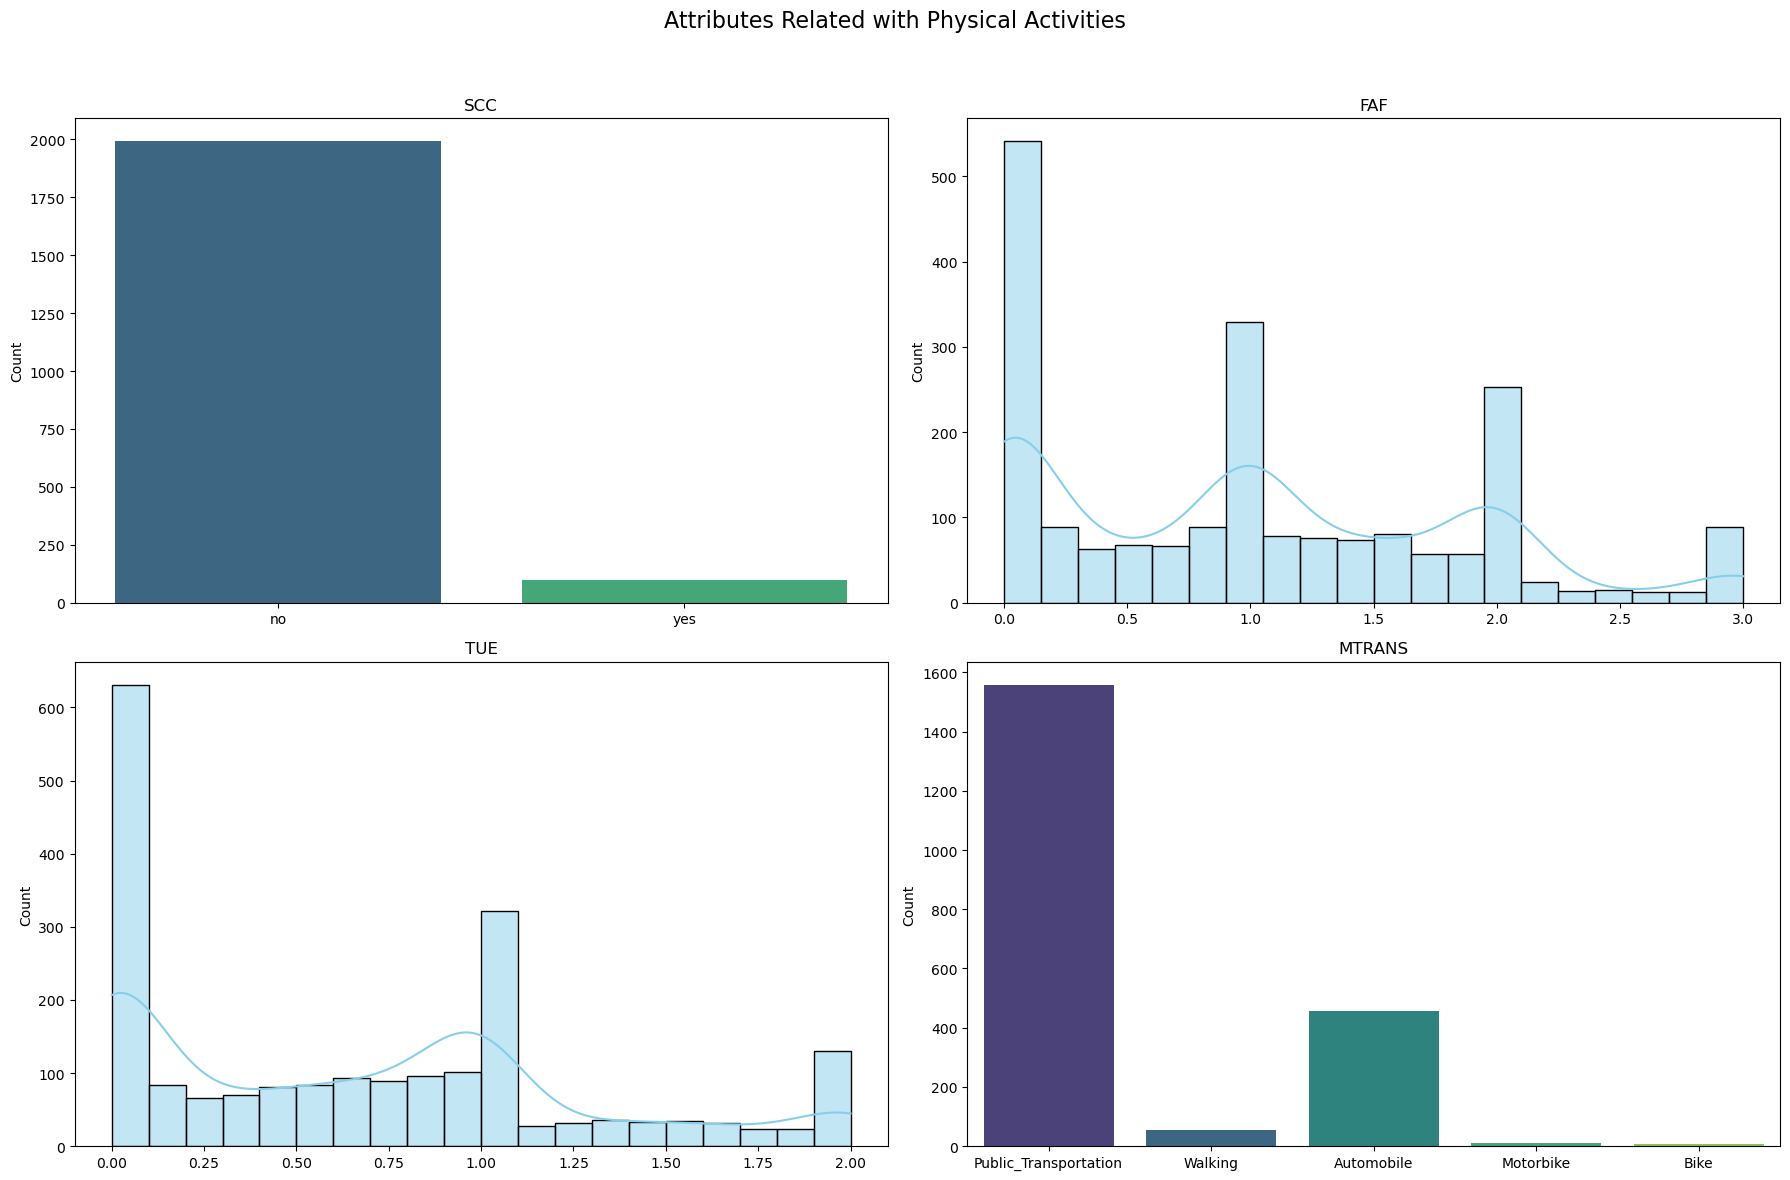 Attributes Related with Physical Activities
SCC
Count
2000
1750
1500
1250
1000
750
500
250
0
no yes
FAF
Count
500
400
300
200
100
0
0.0 0.5 1.0 1.5 2.0 2.5 3.0
TUE
Count
600
500
400
300
200
100
0
0.00 0.25 0.50 0.75 1.00 1.25 1.50 1.75 2.00
MTRANS
Count
1600
1400
1200
1000
800
600
400
200
0
Public_Transportation Walking Automobile Motorbike Bike